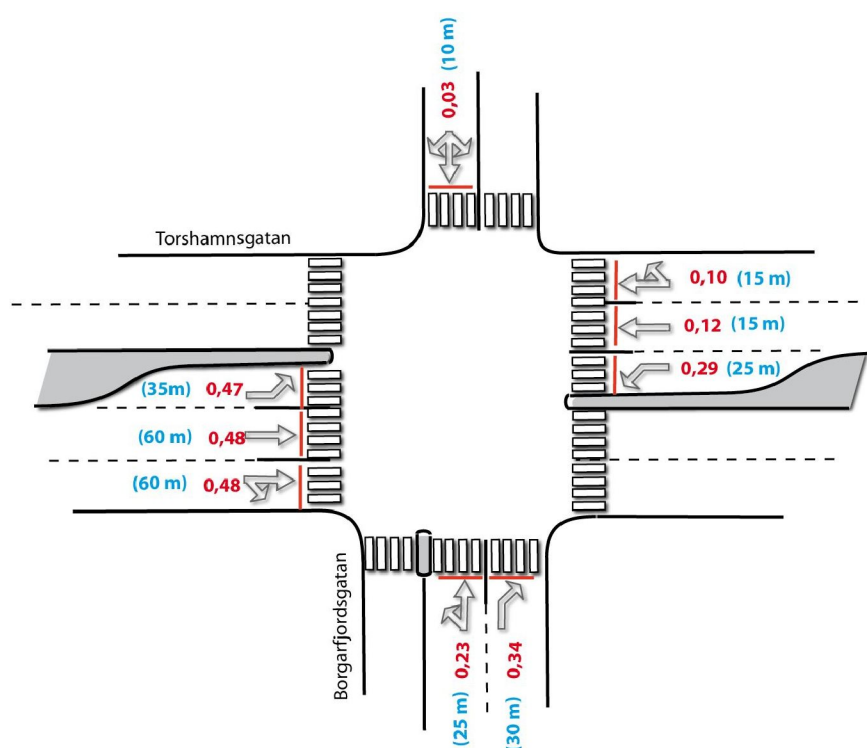 0,03 (10 m)
Torshamnsgatan
0,10 (15 m)
0,12 (15 m)
0,29 (25 m)
(35m) 0,47
(60 m) 0,48
(60 m) 0,48
Borgarfjordsgatan
(25 m) 0,23
(30 m) 0,34